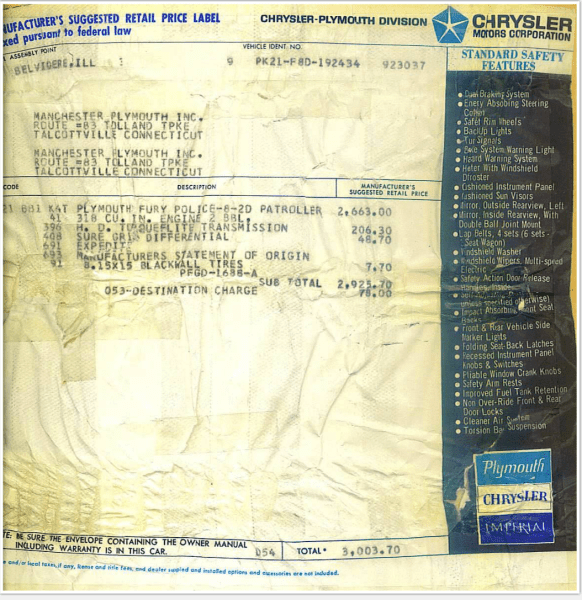 NUFACTURER'S SUGGESTED RETAIL PRICE LABEL
xed pursuant to federal law
CHRYSLER-PLYMOUTH DIVISION
CHRYSLER
MOTORS CORPORATION
ASSEMBLY POINT
VEHICLE IDENT. NO.
BELVIDERE, ILL 9 PK21-F8D-192434 923037
MANCHESTER PLYMOUTH INC.
ROUTE #83 TOLLAND TPKE
TALCOTTVILLE CONNECTICUT
MANCHESTER PLYMOUTH INC.
ROUTE #83 TOLLAND TPKE
TALCOTTVILLE CONNECTICUT
CODE DESCRIPTION MANUFACTURER'S
SUGGESTED RETAIL PRICE
21 BB1 K4T PLYMOUTH FURY POLICE-8-2D PATROLLER 2,663.00
41 318 CU. IN. ENGINE 2 BBL.
396 H. D. TORQUEFLITE TRANSMISSION 206.30
408 SURE GRIP DIFFERENTIAL 48.70
691 EXPEDITE
693 MANUFACTURERS STATEMENT OF ORIGIN
91 8.15X15 BLACKWALL TIRES 7.70
PFGD-1688-A
SUB TOTAL 2,925.70
053-DESTINATION CHARGE 78.00
STANDARD SAFETY
FEATURES
Dual Braking System
Energy Absorbing Steering
Column
Safety Rim Wheels
BackUp Lights
Turn Signals
Brake System Warning Light
Hazard Warning System
Heater With Windshield
Defroster
Cushioned Instrument Panel
Cushioned Sun Visors
Mirror, Outside Rearview, Left
Mirror, Inside Rearview, With
Double Ball Joint Mount
Lap Belts, 4 sets (6 sets -
Seat Wagon)
Windshield Washer
Windshield Wipers, Multi-speed
Electric
Safety Action Door Release
Handles, Inside
unless specified otherwise)
Impact Absorbing Front Seat
Backs
Front & Rear Vehicle Side
Marker Lights
Folding Seat-Back Latches
Recessed Instrument Panel
Knobs & Switches
Pliable Window Crank Knobs
Safety Arm Rests
Improved Fuel Tank Retention
Non Over-Ride Front & Rear
Door Locks
Cleaner Air System
Torsion Bar Suspension
Plymouth
CHRYSLER
IMPERIAL
TE: BE SURE THE ENVELOPE CONTAINING THE OWNER MANUAL
INCLUDING WARRANTY IS IN THIS CAR.
054 TOTAL* 3,003.70
and/or local taxes, if any, license and title fees, and dealer supplied and installed options and accessories are not included.